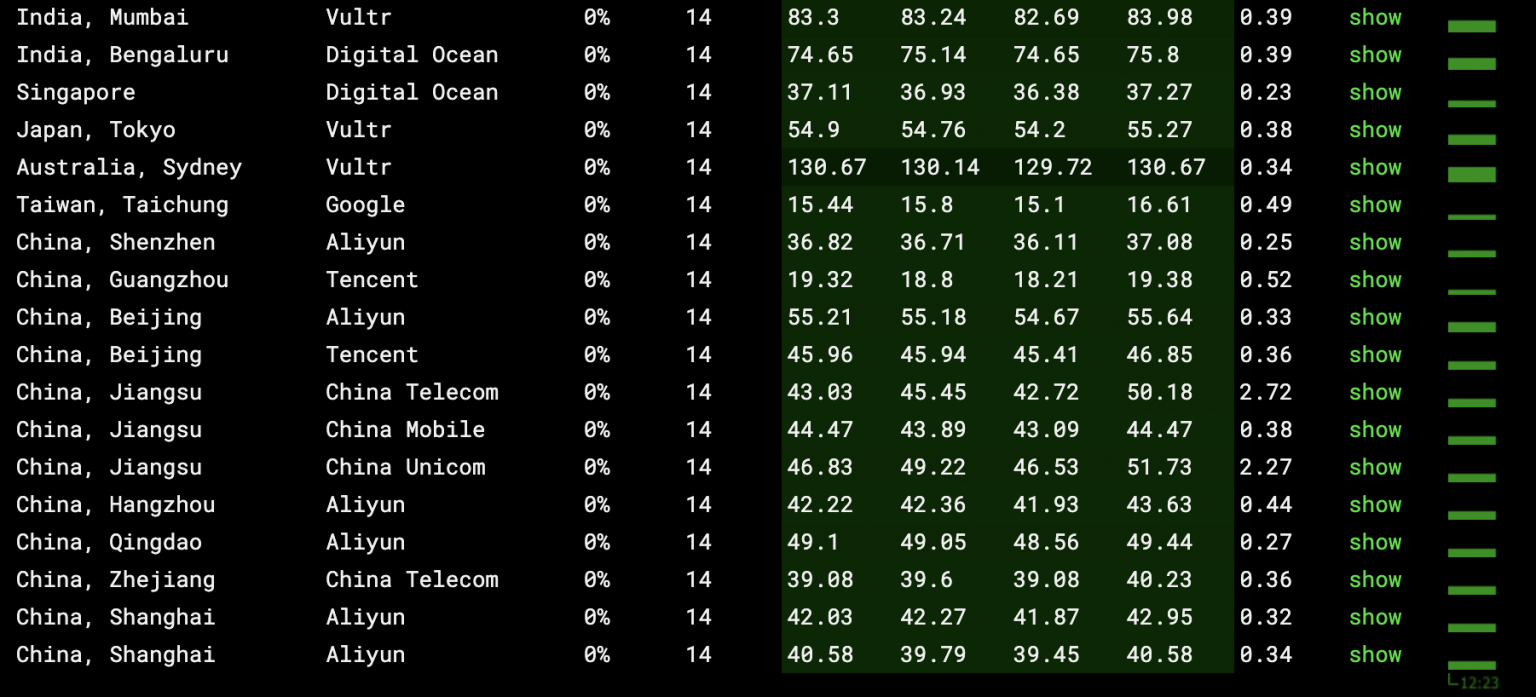 India, Mumbai Vultr 0% 14 83.3 83.24 82.69 83.98 0.39 show
India, Bengaluru Digital Ocean 0% 14 74.65 75.14 74.65 75.8 0.39 show
Singapore Digital Ocean 0% 14 37.11 36.93 36.38 37.27 0.23 show
Japan, Tokyo Vultr 0% 14 54.9 54.76 54.2 55.27 0.38 show
Australia, Sydney Vultr 0% 14 130.67 130.14 129.72 130.67 0.34 show
Taiwan, Taichung Google 0% 14 15.44 15.8 15.1 16.61 0.49 show
China, Shenzhen Aliyun 0% 14 36.82 36.71 36.11 37.08 0.25 show
China, Guangzhou Tencent 0% 14 19.32 18.8 18.21 19.38 0.52 show
China, Beijing Aliyun 0% 14 55.21 55.18 54.67 55.64 0.33 show
China, Beijing Tencent 0% 14 45.96 45.94 45.41 46.85 0.36 show
China, Jiangsu China Telecom 0% 14 43.03 45.45 42.72 50.18 2.72 show
China, Jiangsu China Mobile 0% 14 44.47 43.89 43.09 44.47 0.38 show
China, Jiangsu China Unicom 0% 14 46.83 49.22 46.53 51.73 2.27 show
China, Hangzhou Aliyun 0% 14 42.22 42.36 41.93 43.63 0.44 show
China, Qingdao Aliyun 0% 14 49.1 49.05 48.56 49.44 0.27 show
China, Zhejiang China Telecom 0% 14 39.08 39.6 39.08 40.23 0.36 show
China, Shanghai Aliyun 0% 14 42.03 42.27 41.87 42.95 0.32 show
China, Shanghai Aliyun 0% 14 40.58 39.79 39.45 40.58 0.34 show
12:23